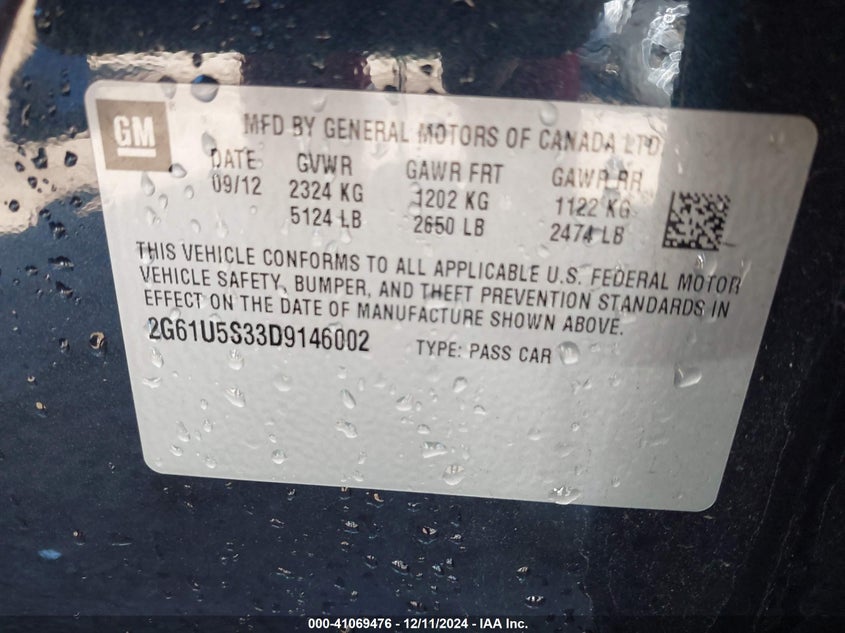 GM
MFD BY GENERAL MOTORS OF CANADA LTD
DATE GVWR GAWR FRT GAWR RR
09/12 2324 KG 1202 KG 1122 KG
5124 LB 2650 LB 2474 LB
THIS VEHICLE CONFORMS TO ALL APPLICABLE U.S. FEDERAL MOTOR
VEHICLE SAFETY, BUMPER, AND THEFT PREVENTION STANDARDS IN
EFFECT ON THE DATE OF MANUFACTURE SHOWN ABOVE.
2G61U5S33D9146002 TYPE: PASS CAR
000-41069476 - 12/11/2024 - IAA Inc.